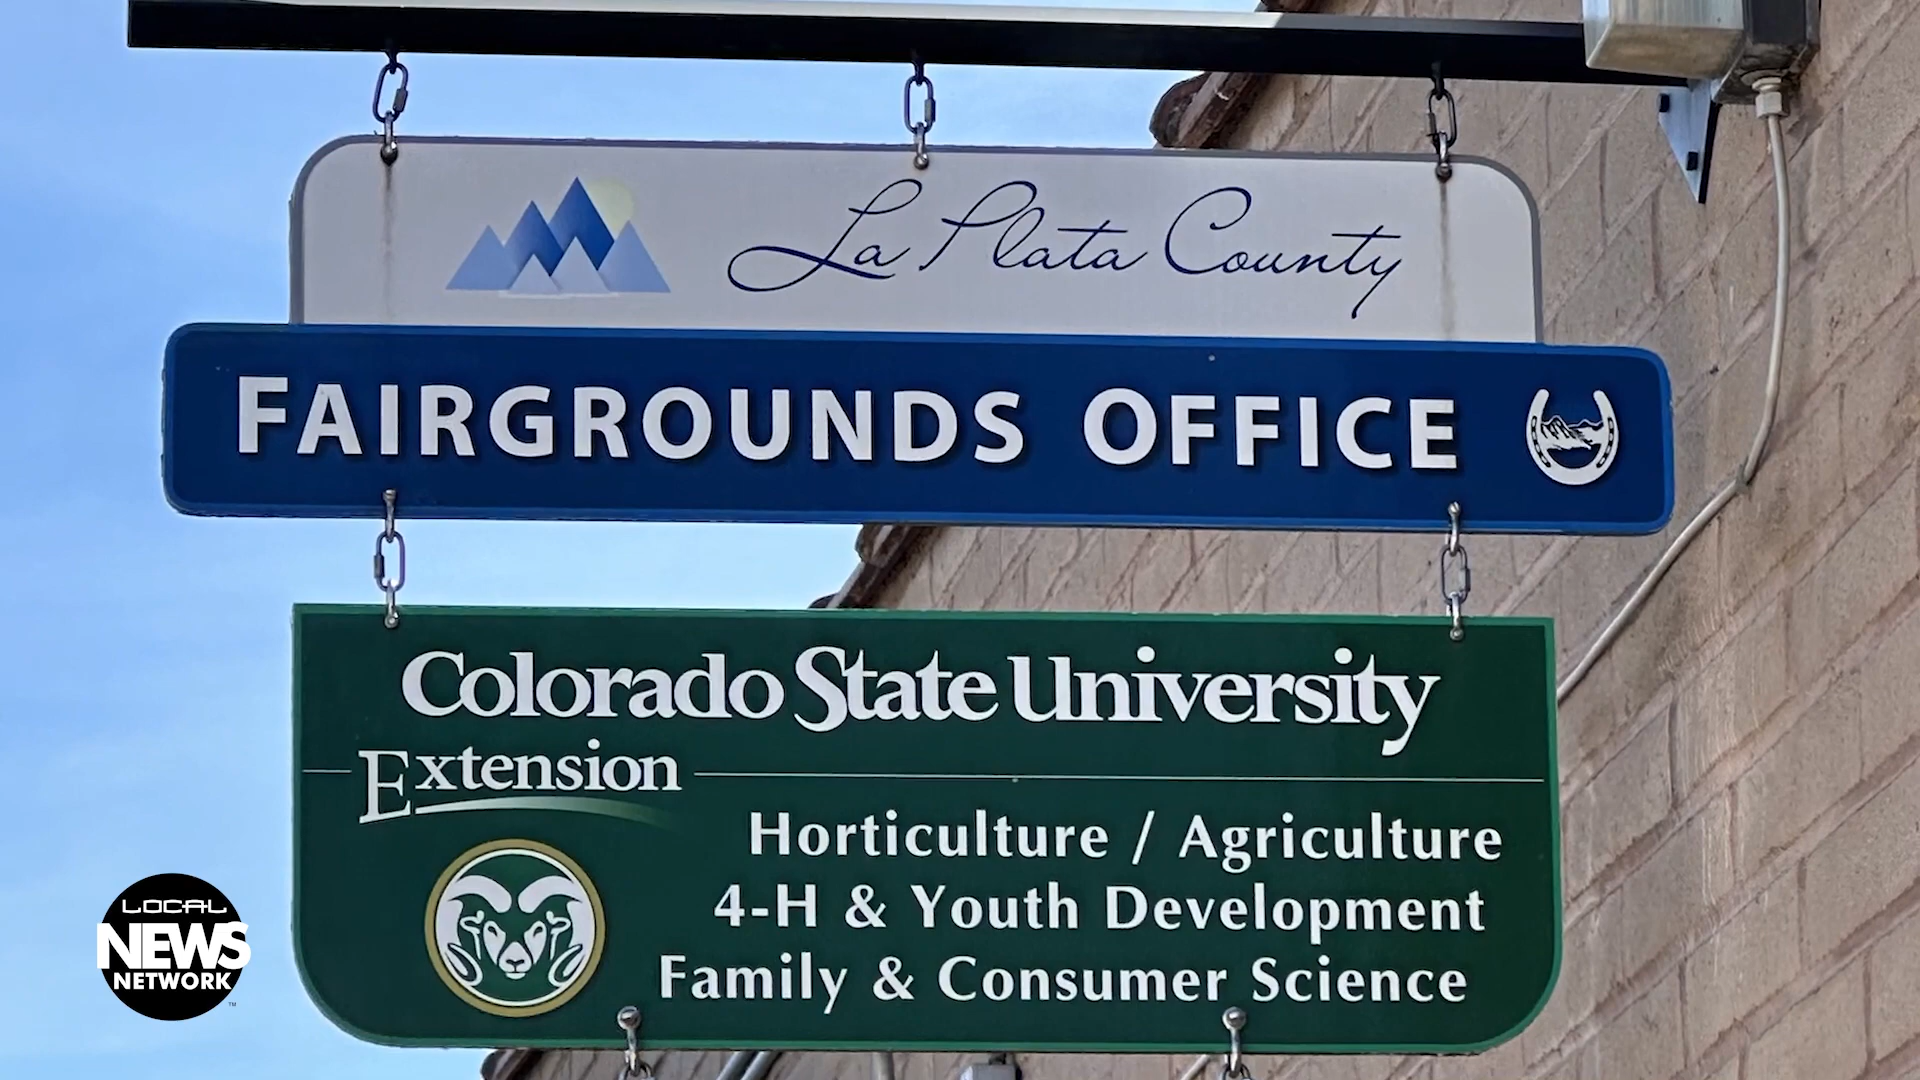 La Plata County
FAIRGROUNDS OFFICE
Colorado State University
Extension
Horticulture / Agriculture
4-H & Youth Development
Family & Consumer Science
LOCAL
NEWS
NETWORK
TM